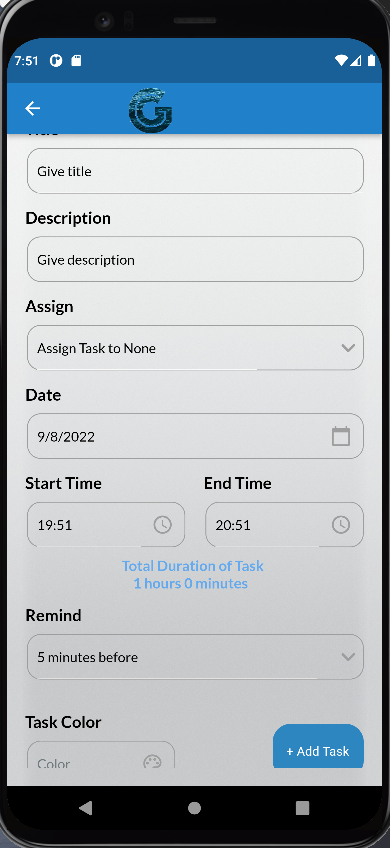 7:51
Give title
Description
Give description
Assign
Assign Task to None
Date
9/8/2022
Start Time
End Time
19:51
20:51
Total Duration of Task
1 hours 0 minutes
Remind
5 minutes before
Task Color
Color
+ Add Task